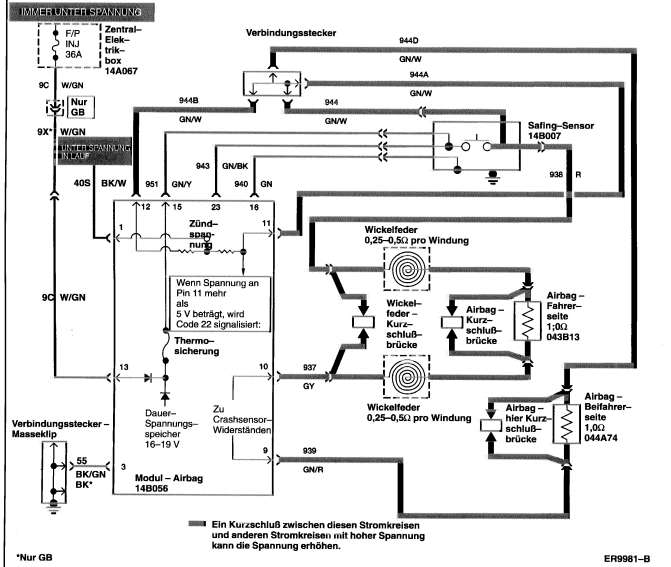 IMMER UNTER SPANNUNG
F/P
INJ
36A
Zentral–
Elek–
trik–
box
14A067
Verbindungsstecker
944D
GN/W
944A
GN/W
944B
GN/W
944
GN/W
9C W/GN
Nur
GB
9X* W/GN
UNTER SPANNUNG
IN LAUF
Safing–Sensor
14B007
40S BK/W
951 GN/Y
943 GN/BK
940 GN
938 R
12 15 23 16
1
Zünd–
span–
nung
11
Wickelfeder
0,25–0,5Ω pro Windung
Wenn Spannung an
Pin 11 mehr
als
5 V beträgt, wird
Code 22 signalisiert:
9C W/GN
Wickel–
feder –
Kurz–
schluß–
brücke
Airbag –
Kurz–
schluß–
brücke
Airbag –
Fahrer–
seite
1;0Ω
043B13
Thermo–
sicherung
13
10
937
GY
Wickelfeder
0,25–0,5Ω pro Windung
Dauer–
Spannungs–
speicher
16–19 V
Zu
Crashsensor–
Widerständen
Airbag –
hier Kurz–
schluß–
brücke
Airbag –
Beifahrer–
seite
1,0Ω
044A74
Verbindungsstecker –
Masseklip
55
BK/GN
BK*
3
9
939
GN/R
Modul – Airbag
14B056
Ein Kurzschluß zwischen diesen Stromkreisen
und anderen Stromkreisen mit hoher Spannung
kann die Spannung erhöhen.
*Nur GB
ER9981–B